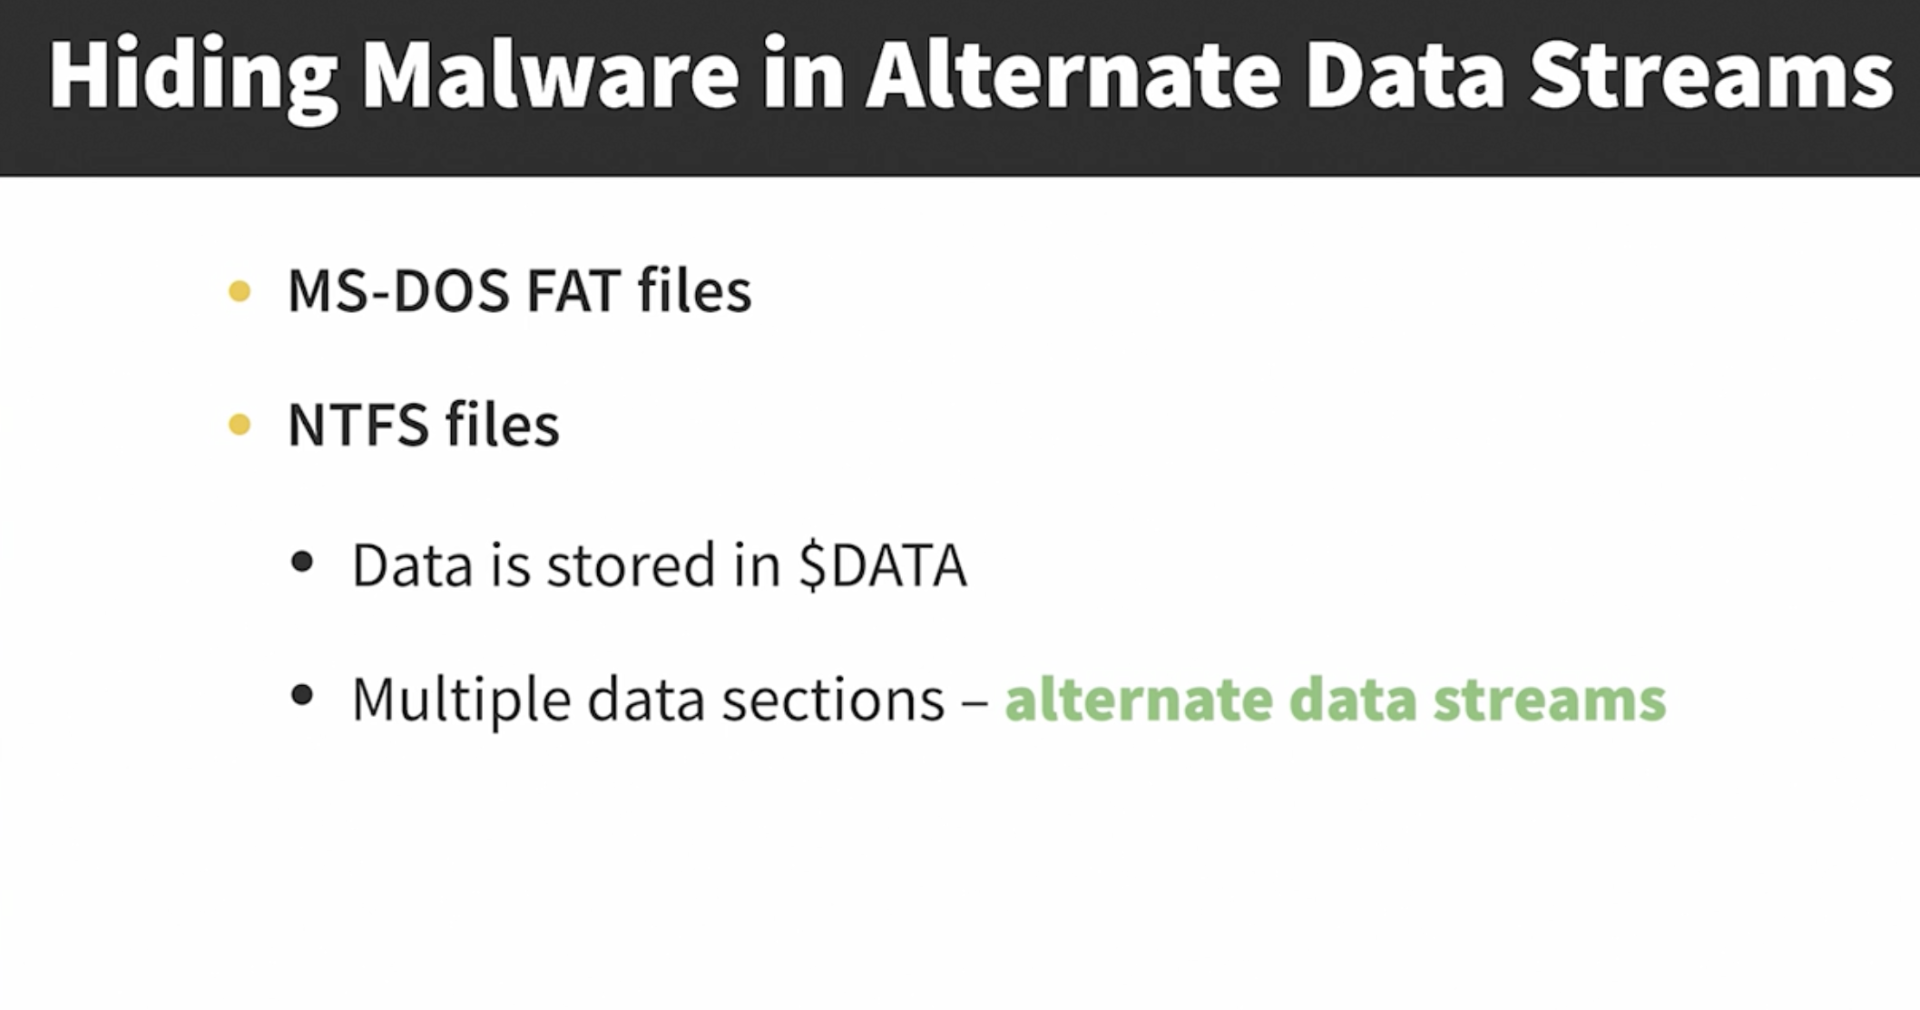 Hiding Malware in Alternate Data Streams
MS-DOS FAT files
NTFS files
Data is stored in $DATA
Multiple data sections – alternate data streams